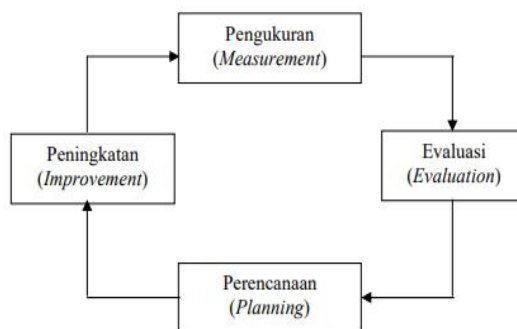 Pengukuran
(Measurement)
Peningkatan
(Improvement)
Evaluasi
(Evaluation)
Perencanaan
(Planning)